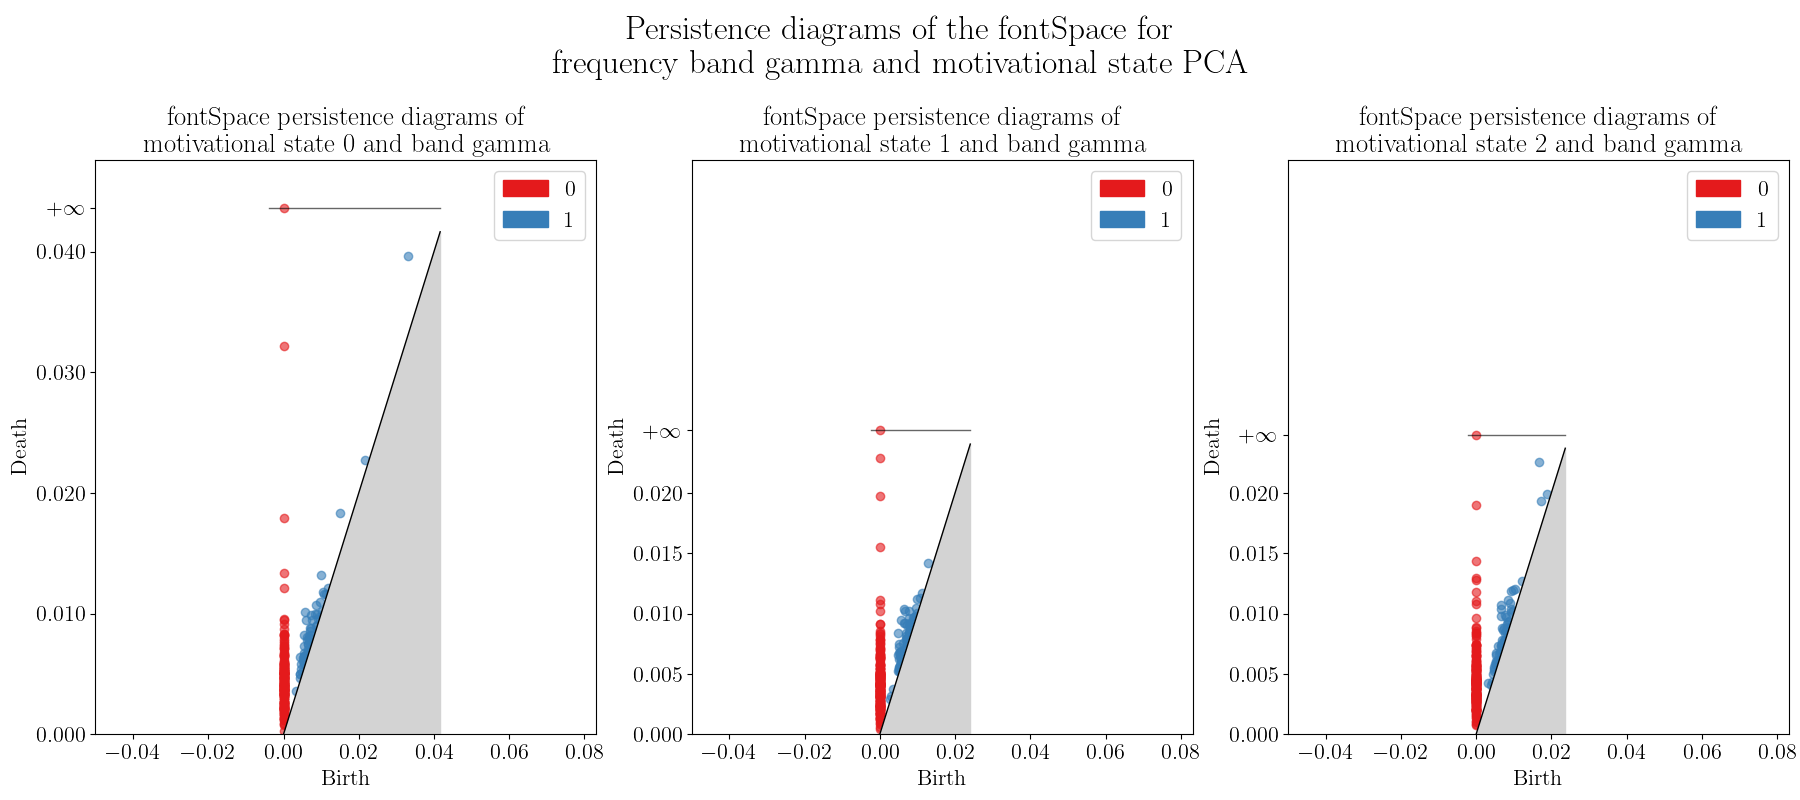 Persistence diagrams of the fontSpace for
frequency band gamma and motivational state PCA
fontSpace persistence diagrams of
motivational state 0 and band gamma
0
1
+∞
0.040
0.030
0.020
0.010
0.000
Death
−0.04 −0.02 0.00 0.02 0.04 0.06 0.08
Birth
fontSpace persistence diagrams of
motivational state 1 and band gamma
0
1
+∞
0.020
0.015
0.010
0.005
0.000
Death
−0.04 −0.02 0.00 0.02 0.04 0.06 0.08
Birth
fontSpace persistence diagrams of
motivational state 2 and band gamma
0
1
+∞
0.020
0.015
0.010
0.005
0.000
Death
−0.04 −0.02 0.00 0.02 0.04 0.06 0.08
Birth